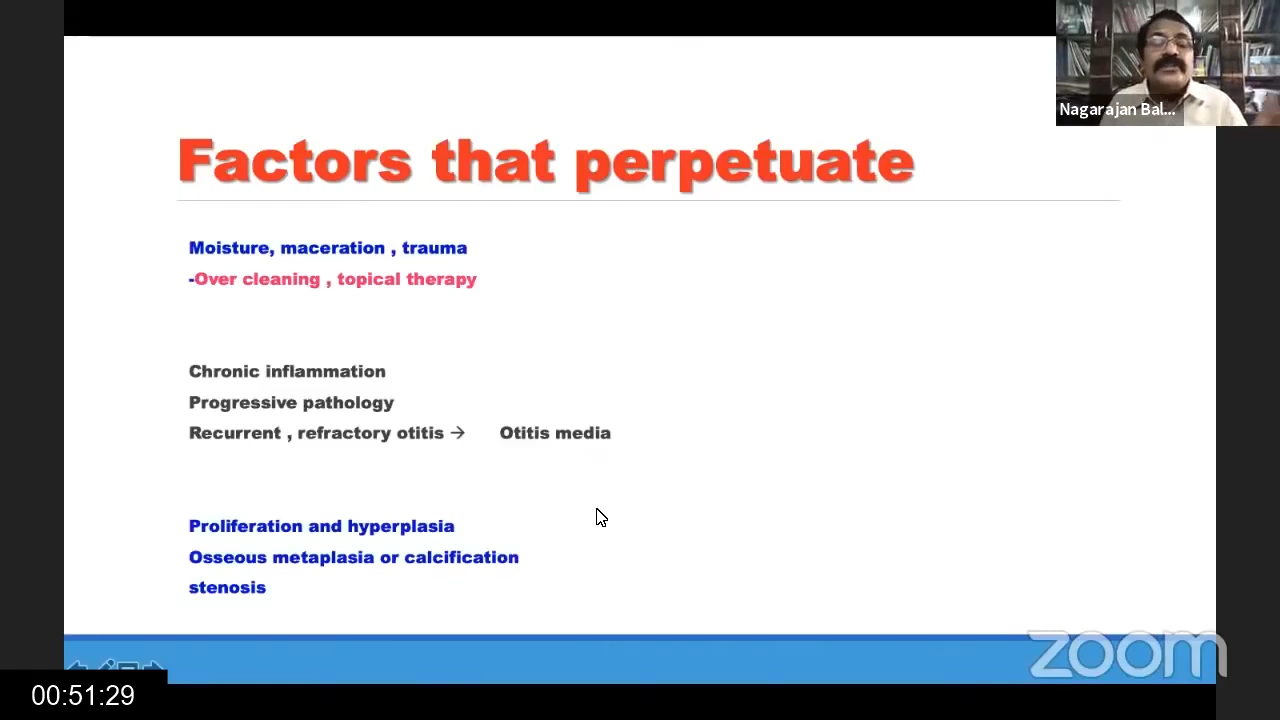 Nagarajan Bal...
Factors that perpetuate
Moisture, maceration , trauma
-Over cleaning , topical therapy
Chronic inflammation
Progressive pathology
Recurrent , refractory otitis → Otitis media
Proliferation and hyperplasia
Osseous metaplasia or calcification
stenosis
zoom
00:51:29